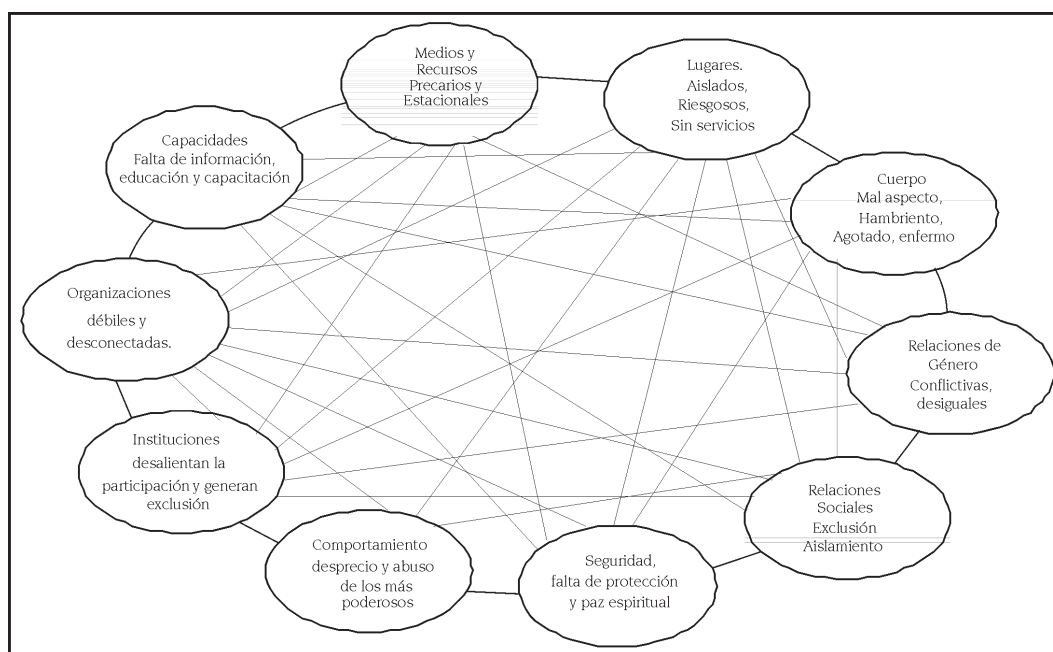 Medios y
Recursos
Precarios y
Estacionales
Lugares.
Aislados,
Riesgosos,
Sin servicios
Cuerpo
Mal aspecto,
Hambriento,
Agotado, enfermo
Relaciones de
Género
Conflictivas,
desiguales
Relaciones
Sociales
Exclusión
Aislamiento
Seguridad,
falta de protección
y paz espiritual
Comportamiento
desprecio y abuso
de los más
poderosos
Instituciones
desalientan la
participación y generan
exclusión
Organizaciones
débiles y
desconectadas.
Capacidades
Falta de información,
educación y capacitación